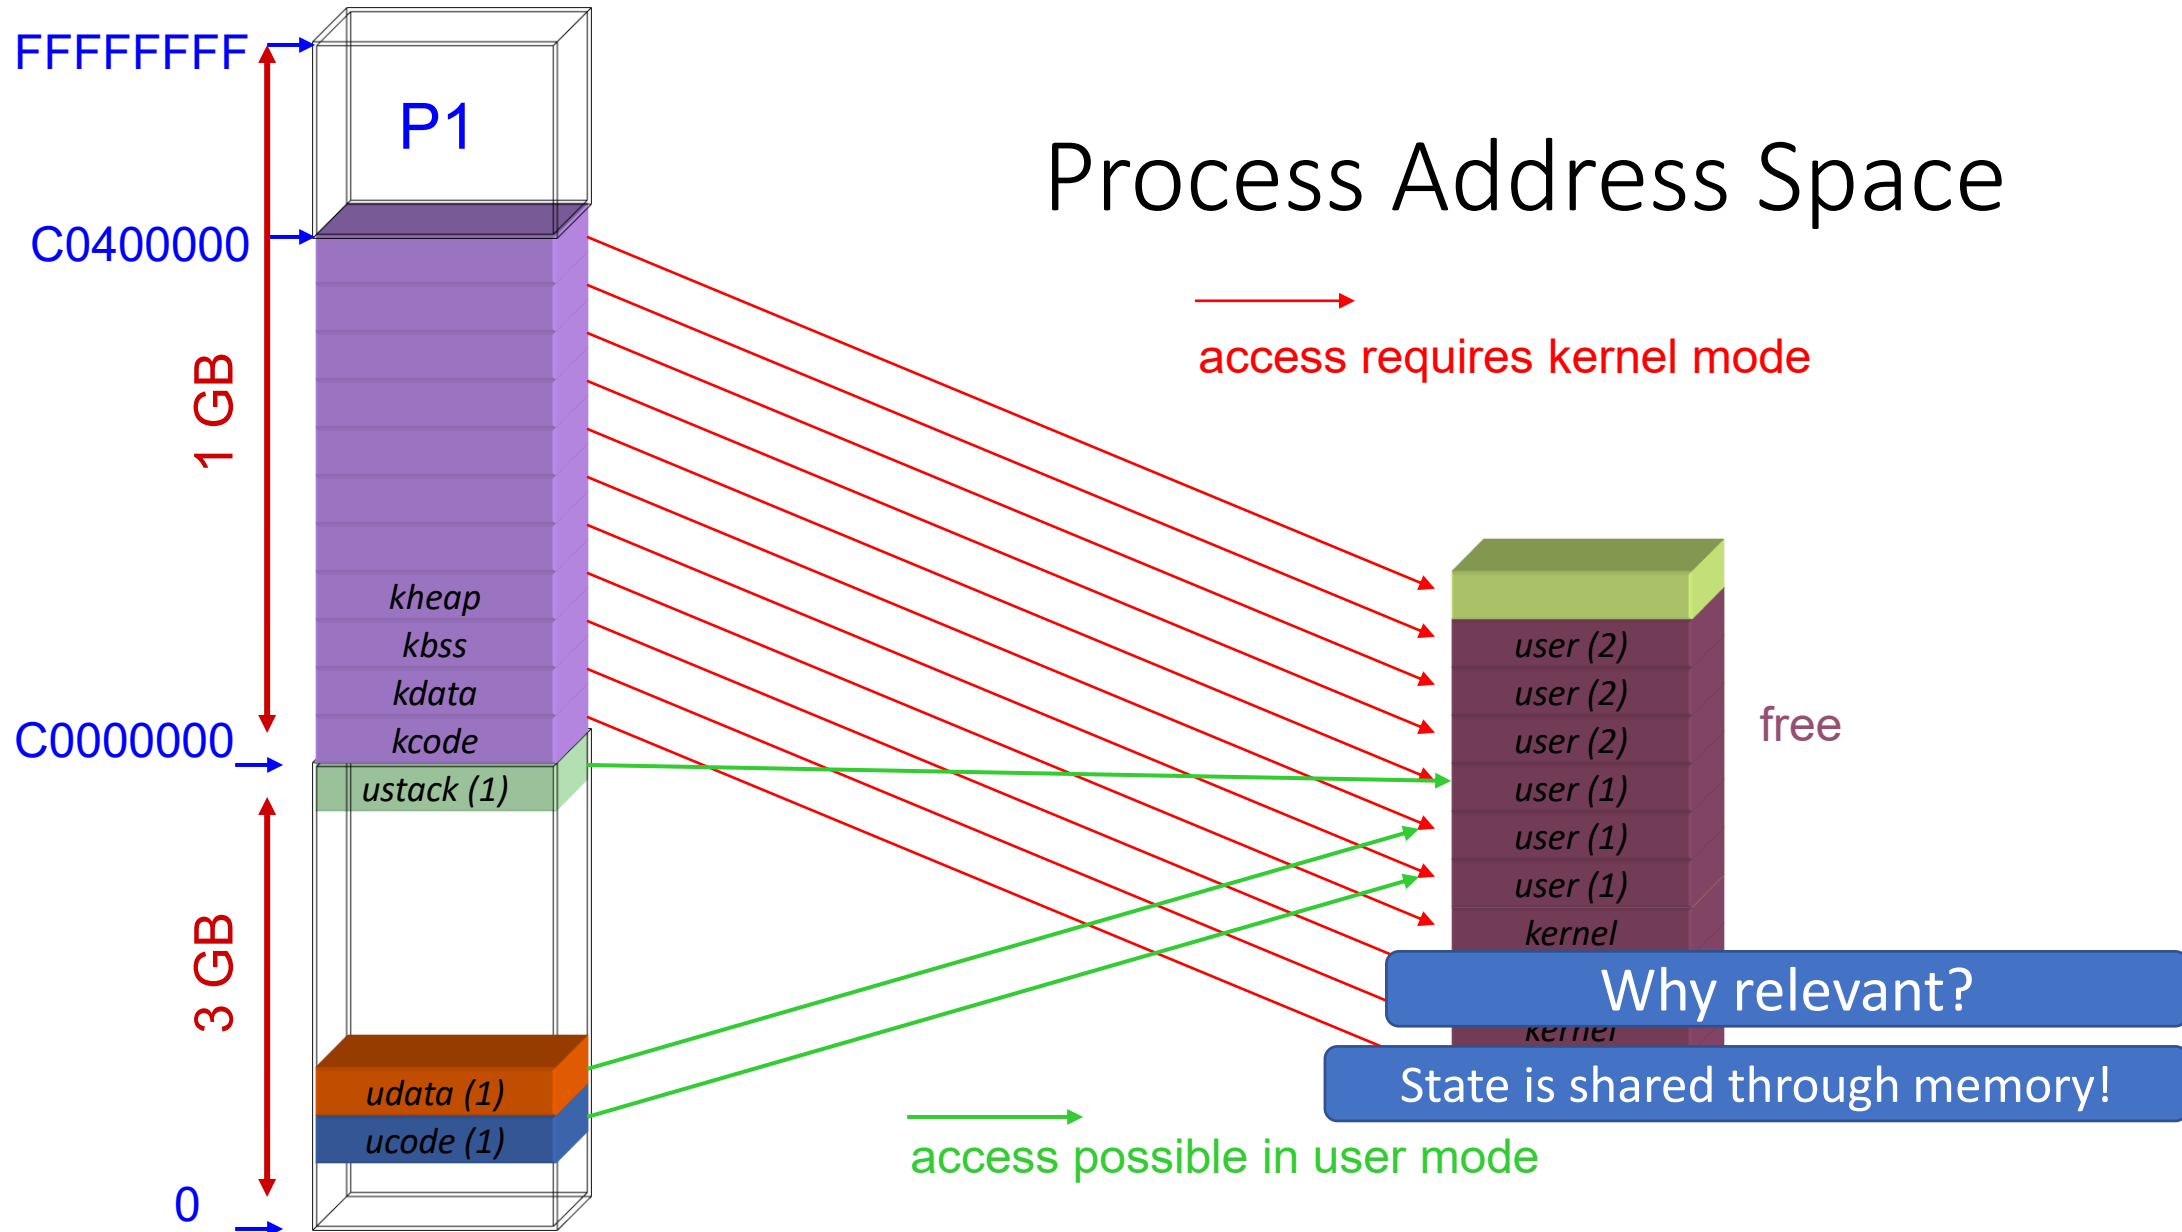 FFFFFFFF
P1
Process Address Space
C0400000
access requires kernel mode
1 GB
kheap
kbss
kdata
kcode
C0000000
ustack (1)
user (2)
user (2)
user (2)
user (1)
user (1)
user (1)
kernel
free
Why relevant?
kernel
State is shared through memory!
3 GB
udata (1)
ucode (1)
access possible in user mode
0